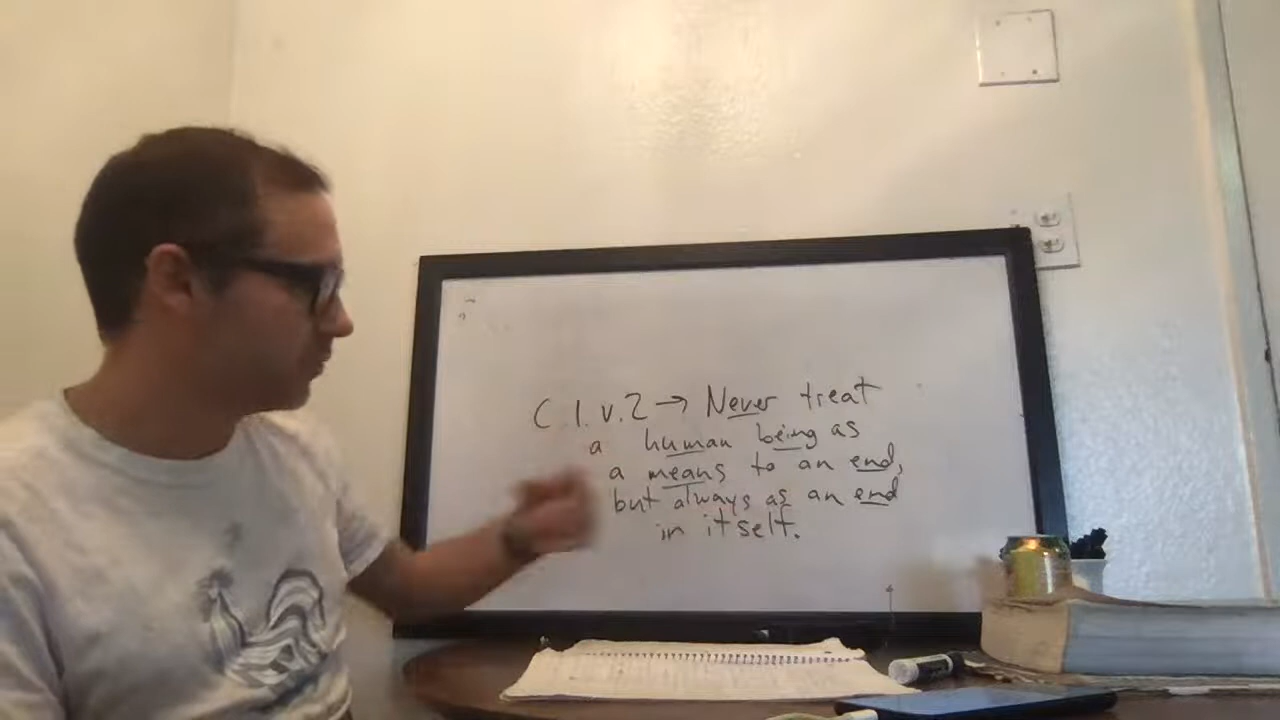 C.I.v.2 → Never treat
a human being as
a means to an end,
but always as an end
in itself.